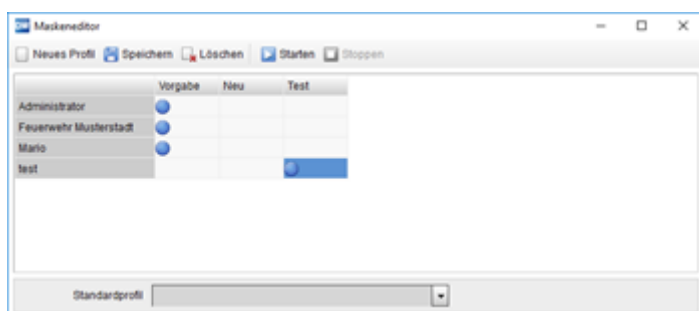 Maskeneditor
Neues Profil Speichern Löschen Starten Stoppen
Vorgabe Neu Test
Administrator
Feuerwehr Musterstadt
Mario
test
Standardprofil